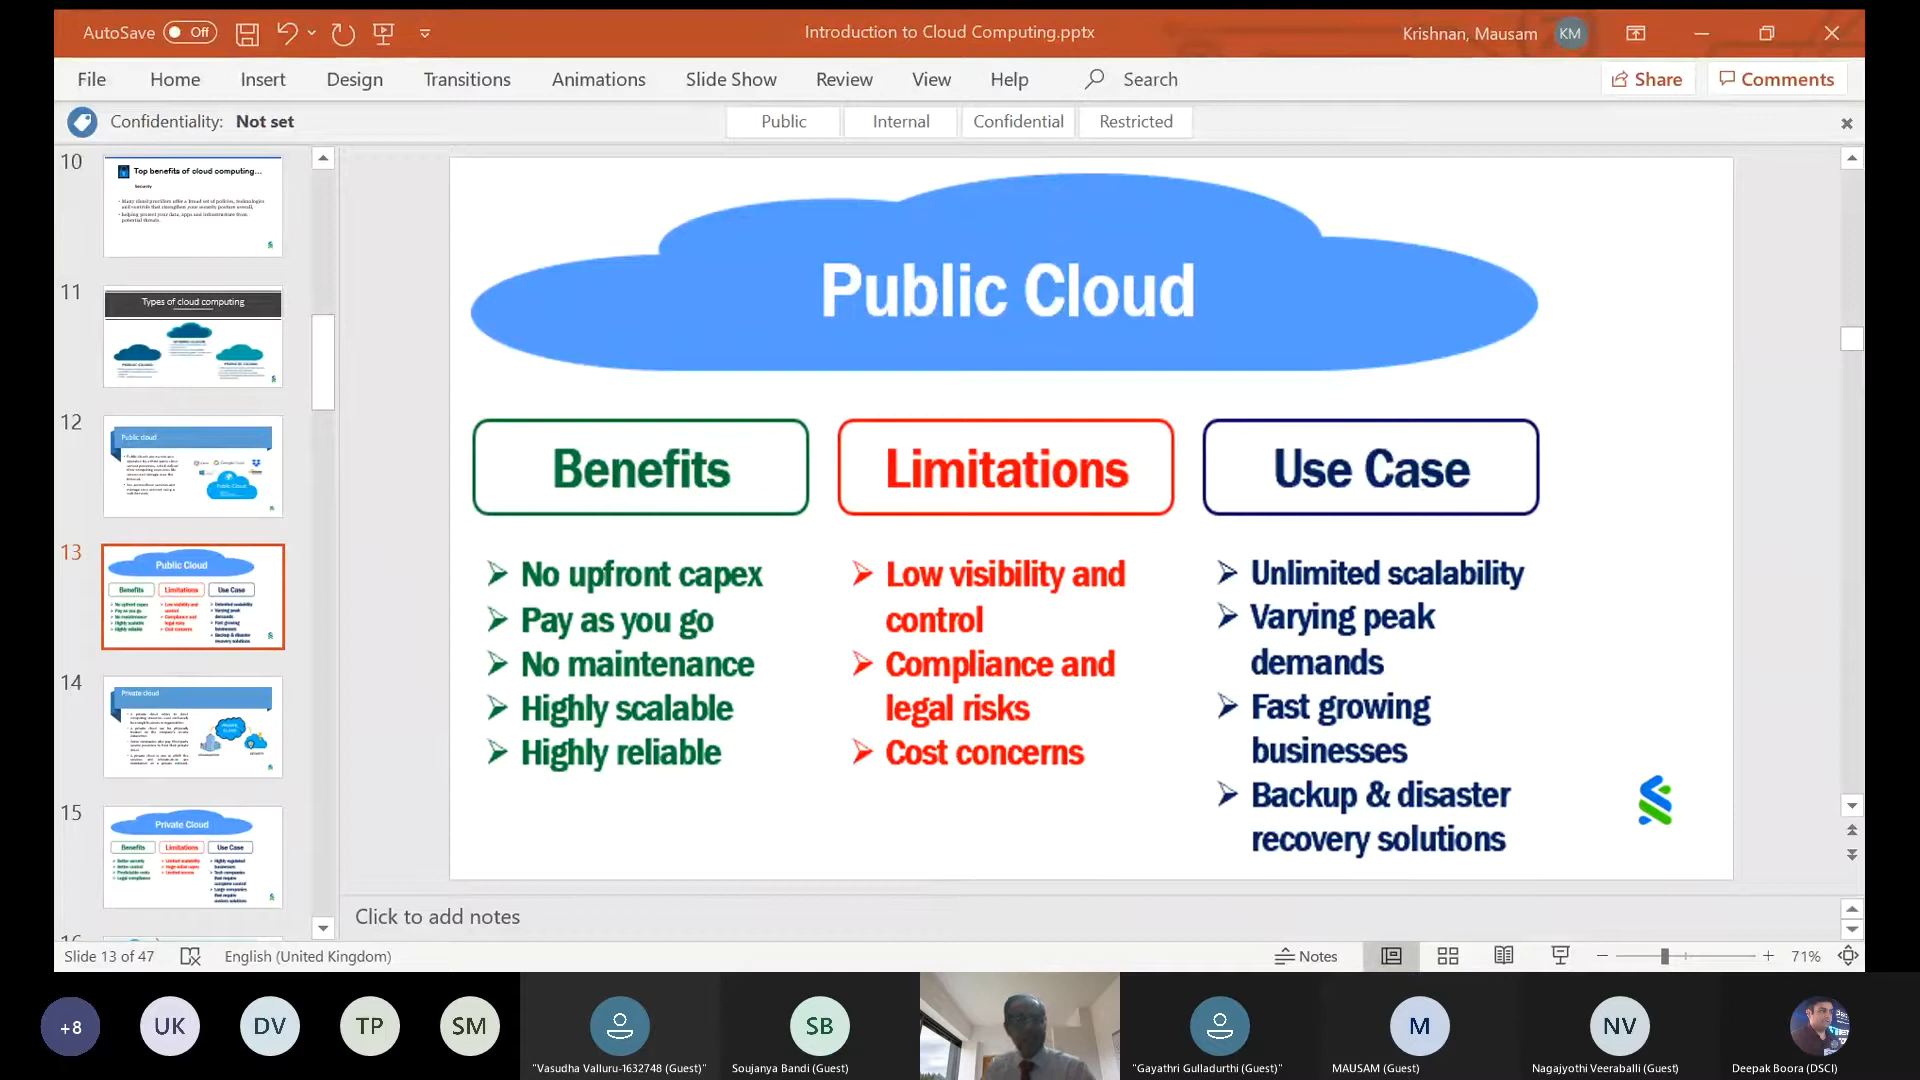 AutoSave Off
Introduction to Cloud Computing.pptx
Krishnan, Mausam KM
File Home Insert Design Transitions Animations Slide Show Review View Help Search Share Comments
Confidentiality: Not set Public Internal Confidential Restricted
10
Top benefits of cloud computing...
Security
11
Types of cloud computing
12
Public cloud
13
Public Cloud
Benefits Limitations Use Case
14
Private cloud
15
Private Cloud
Benefits Limitations Use Case
Public Cloud
Benefits
No upfront capex
Pay as you go
No maintenance
Highly scalable
Highly reliable
Limitations
Low visibility and
control
Compliance and
legal risks
Cost concerns
Use Case
Unlimited scalability
Varying peak
demands
Fast growing
businesses
Backup & disaster
recovery solutions
Click to add notes
Slide 13 of 47 English (United Kingdom) Notes 71%
+8 UK DV TP SM SB M NV
"Vasudha Valluru-1632748 (Guest)" Soujanya Bandi (Guest) "Gayathri Gulladurthi (Guest)" MAUSAM (Guest) Nagajyothi Veeraballi (Guest) Deepak Boora (DSCI)